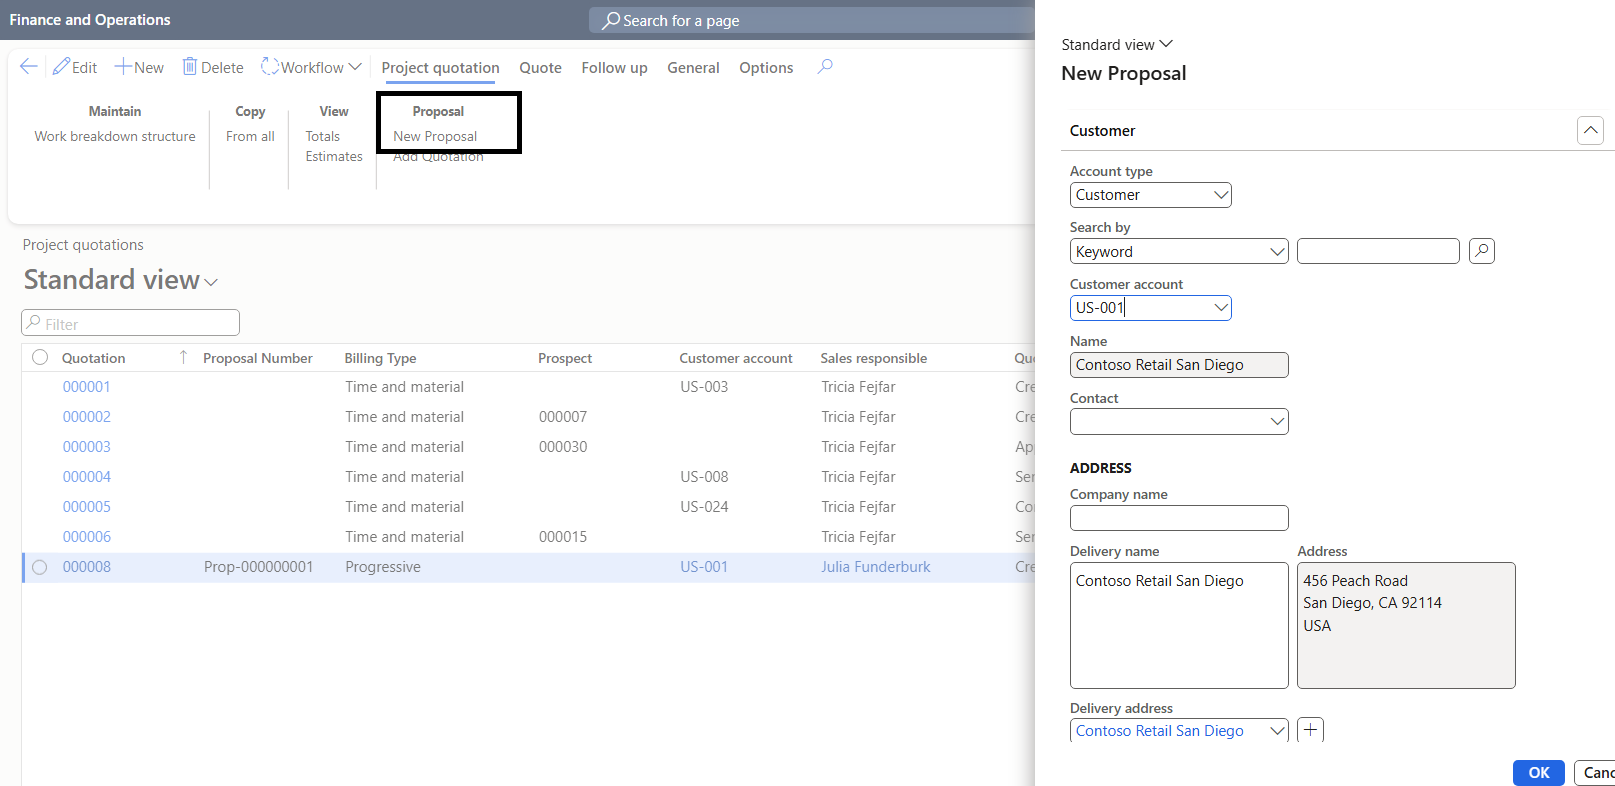 Finance and Operations
Search for a page
Edit New Delete Workflow Project quotation Quote Follow up General Options
Maintain
Work breakdown structure
Copy
From all
View
Totals
Estimates
Proposal
New Proposal
Add Quotation
Project quotations
Standard view
Filter
Quotation Proposal Number Billing Type Prospect Customer account Sales responsible Qu
000001 Time and material US-003 Tricia Fejfar Cre
000002 Time and material 000007 Tricia Fejfar Cre
000003 Time and material 000030 Tricia Fejfar Ap
000004 Time and material US-008 Tricia Fejfar Ser
000005 Time and material US-024 Tricia Fejfar Co
000006 Time and material 000015 Tricia Fejfar Ser
000008 Prop-000000001 Progressive US-001 Julia Funderburk Cre
Standard view
New Proposal
Customer
Account type
Customer
Search by
Keyword
Customer account
US-001
Name
Contoso Retail San Diego
Contact
ADDRESS
Company name
Delivery name
Contoso Retail San Diego
Address
456 Peach Road
San Diego, CA 92114
USA
Delivery address
Contoso Retail San Diego
OK Canc